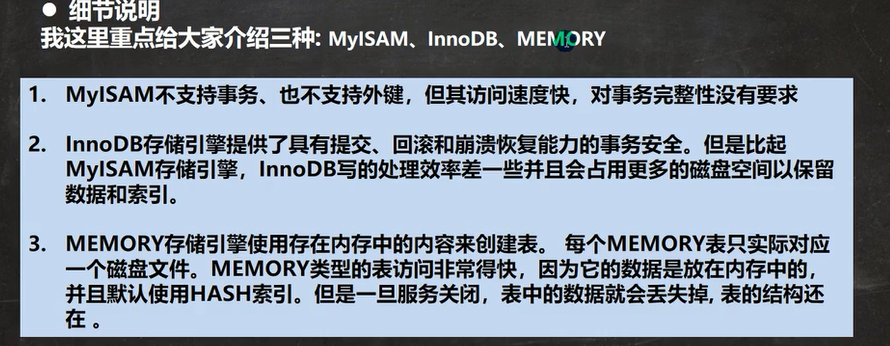 ● 细节说明
我这里重点给大家介绍三种: MyISAM、InnoDB、MEMORY
1. MyISAM不支持事务、也不支持外键，但其访问速度快，对事务完整性没有要求
2. InnoDB存储引擎提供了具有提交、回滚和崩溃恢复能力的事务安全。但是比起
MyISAM存储引擎，InnoDB写的处理效率差一些并且会占用更多的磁盘空间以保留
数据和索引。
3. MEMORY存储引擎使用存在内存中的内容来创建表。 每个MEMORY表只实际对应
一个磁盘文件。MEMORY类型的表访问非常得快，因为它的数据是放在内存中的，
并且默认使用HASH索引。但是一旦服务关闭，表中的数据就会丢失掉, 表的结构还
在 。